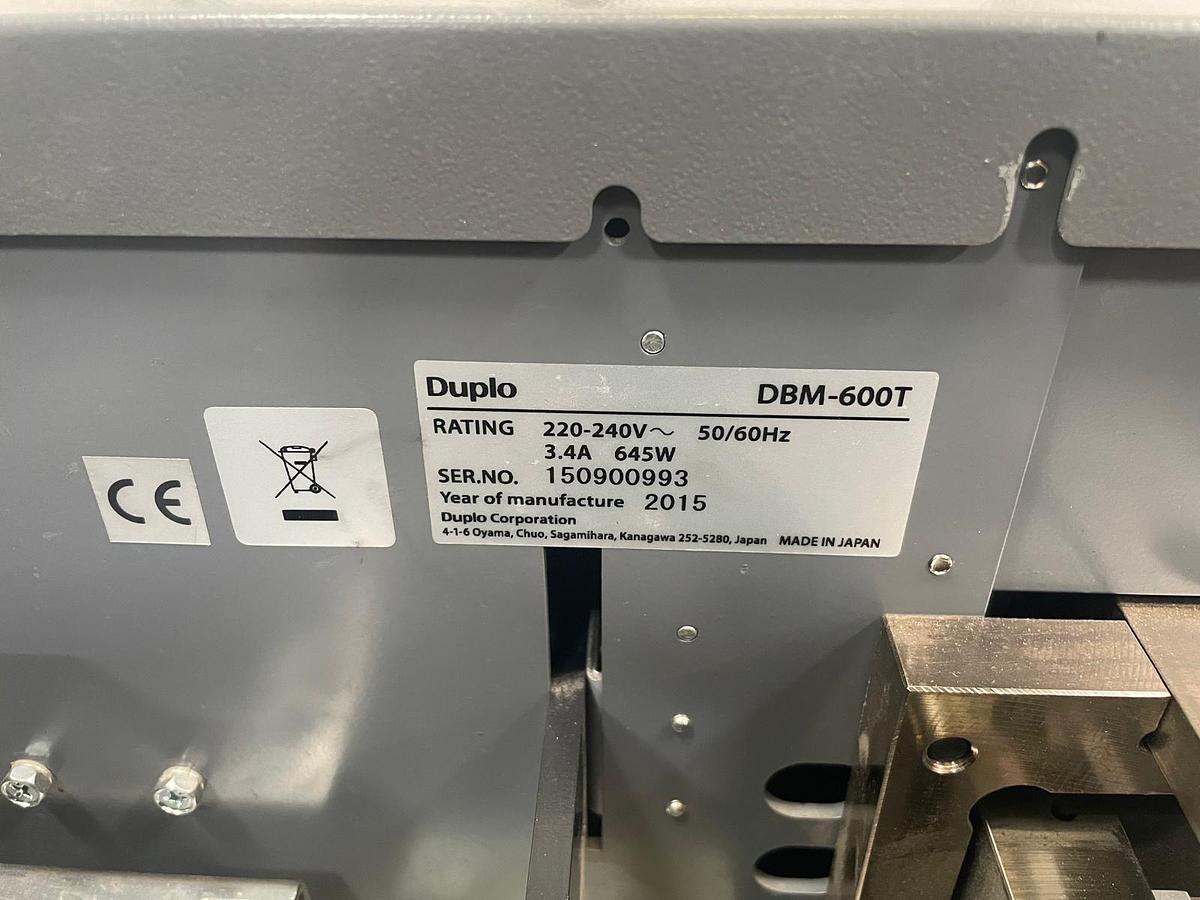 Duplo DBM-600T
RATING 220-240V～ 50/60Hz
3.4A 645W
SER.NO. 150900993
Year of manufacture 2015
Duplo Corporation
4-1-6 Oyama, Chuo, Sagamihara, Kanagawa 252-5280, Japan MADE IN JAPAN
CE